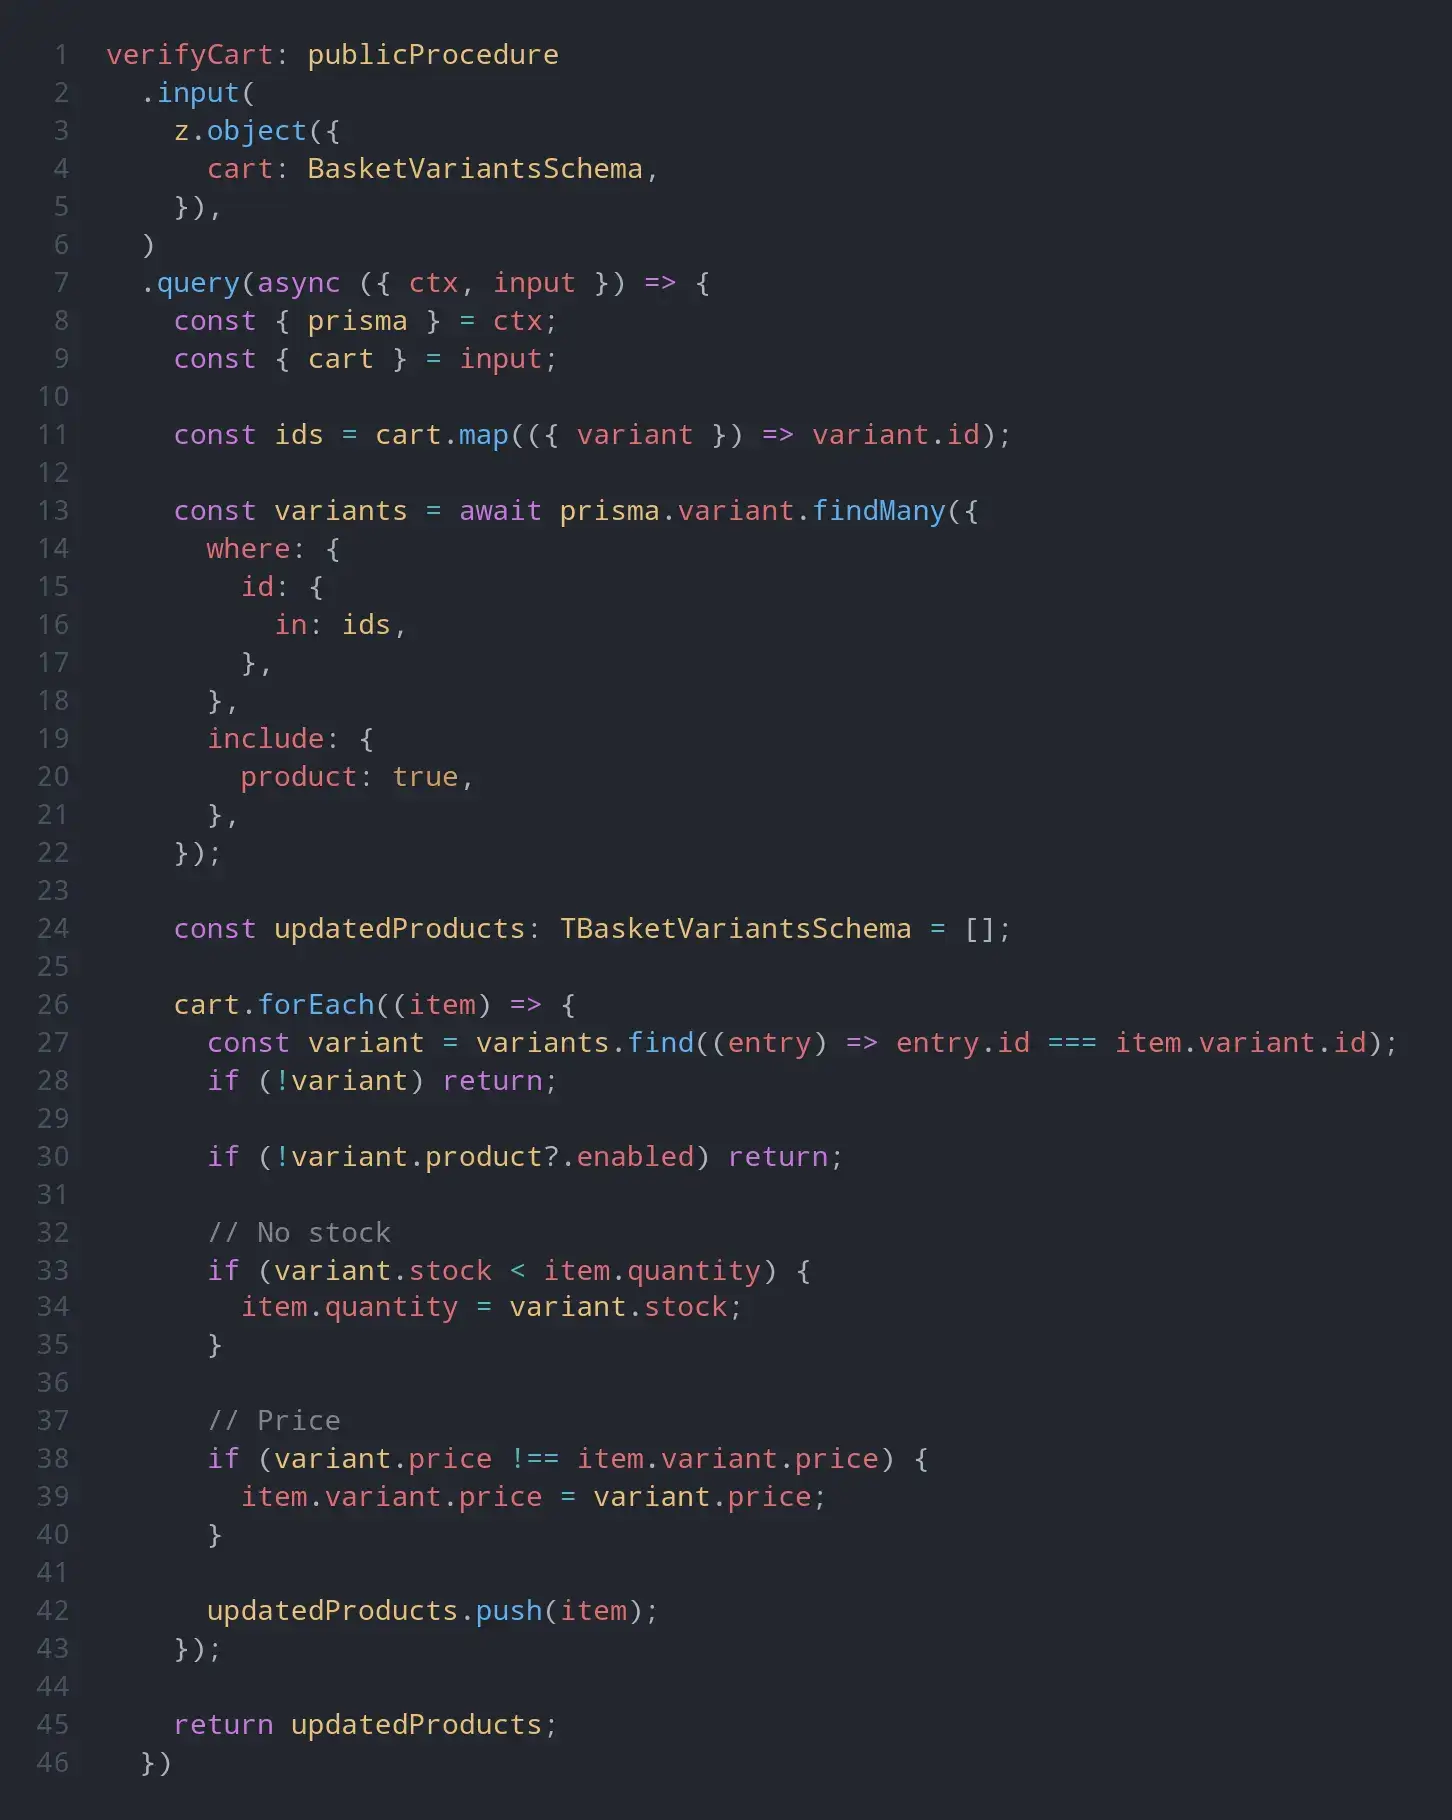 1 verifyCart: publicProcedure
2   .input(
3     z.object({
4       cart: BasketVariantsSchema,
5     }),
6   )
7   .query(async ({ ctx, input }) => {
8     const { prisma } = ctx;
9     const { cart } = input;
10
11     const ids = cart.map(({ variant }) => variant.id);
12
13     const variants = await prisma.variant.findMany({
14       where: {
15         id: {
16           in: ids,
17         },
18       },
19       include: {
20         product: true,
21       },
22     });
23
24     const updatedProducts: TBasketVariantsSchema = [];
25
26     cart.forEach((item) => {
27       const variant = variants.find((entry) => entry.id === item.variant.id);
28       if (!variant) return;
29
30       if (!variant.product?.enabled) return;
31
32       // No stock
33       if (variant.stock < item.quantity) {
34         item.quantity = variant.stock;
35       }
36
37       // Price
38       if (variant.price !== item.variant.price) {
39         item.variant.price = variant.price;
40       }
41
42       updatedProducts.push(item);
43     });
44
45     return updatedProducts;
46   })